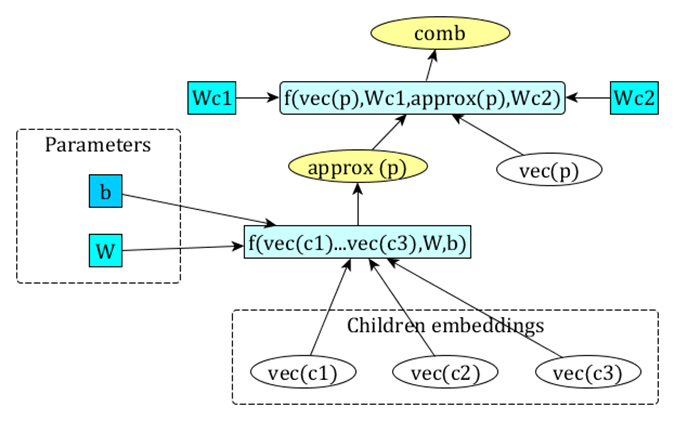 comb
Wc1
f(vec(p),Wc1,approx(p),Wc2)
Wc2
Parameters
approx (p)
vec(p)
b
W
f(vec(c1)...vec(c3),W,b)
Children embeddings
vec(c1)
vec(c2)
vec(c3)